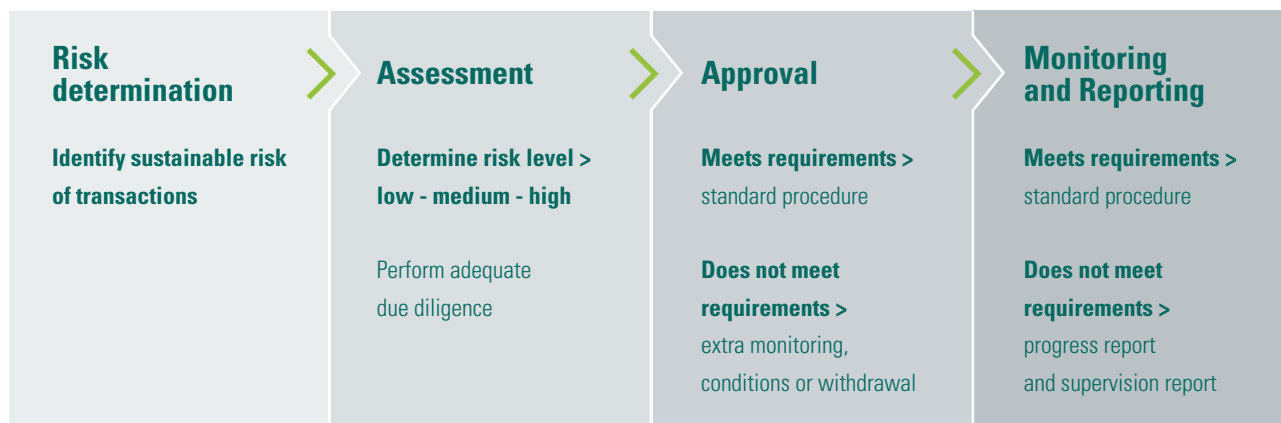 Risk
determination
Identify sustainable risk
of transactions
Assessment
Determine risk level >
low - medium - high
Perform adequate
due diligence
Approval
Meets requirements >
standard procedure
Does not meet
requirements >
extra monitoring,
conditions or withdrawal
Monitoring
and Reporting
Meets requirements >
standard procedure
Does not meet
requirements >
progress report
and supervision report